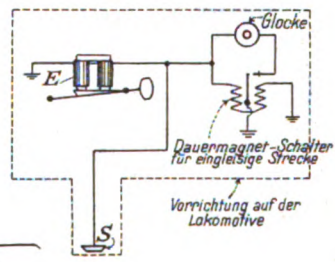 Glocke
E
Dauermagnet-Schalter
für eingleisige Strecke
Vorrichtung auf der
Lokomotive
S